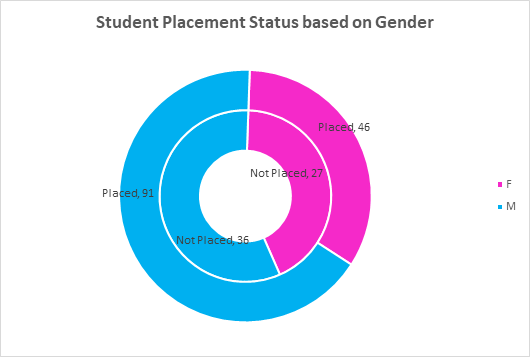 Student Placement Status based on Gender
Placed, 46
Not Placed, 27
Placed, 91
Not Placed, 36
F
M